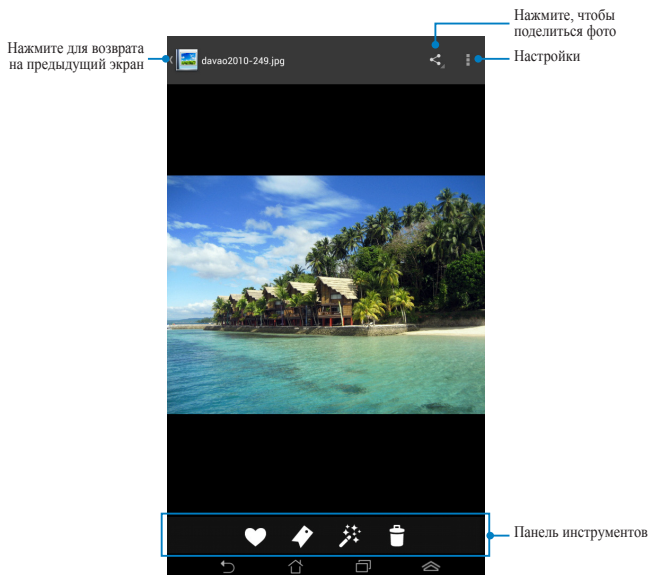 Нажмите, чтобы
поделиться фото
Нажмите для возврата
на предыдущий экран
davao2010-249.jpg
Настройки
Панель инструментов